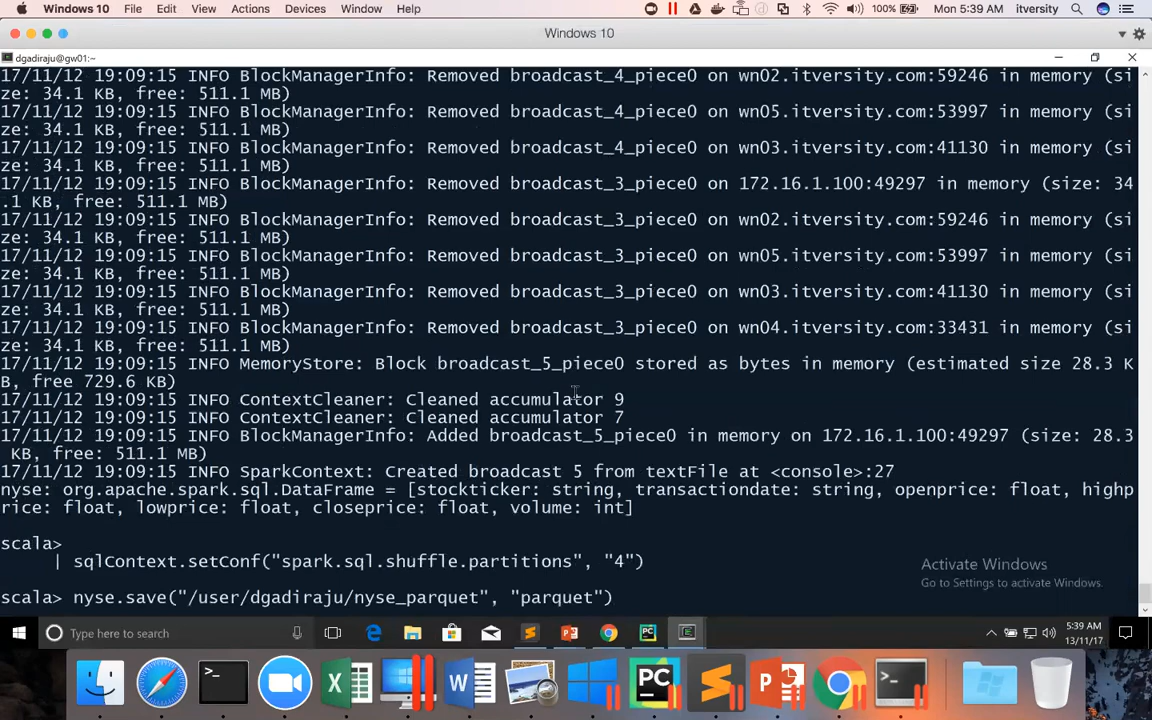 Windows 10 File Edit View Actions Devices Window Help 100% Mon 5:39 AM itversity
Windows 10
dgadiraju@gw01:~
17/11/12 19:09:15 INFO BlockManagerInfo: Removed broadcast_4_piece0 on wn02.itversity.com:59246 in memory (si
ze: 34.1 KB, free: 511.1 MB)
17/11/12 19:09:15 INFO BlockManagerInfo: Removed broadcast_4_piece0 on wn05.itversity.com:53997 in memory (si
ze: 34.1 KB, free: 511.1 MB)
17/11/12 19:09:15 INFO BlockManagerInfo: Removed broadcast_4_piece0 on wn03.itversity.com:41130 in memory (si
ze: 34.1 KB, free: 511.1 MB)
17/11/12 19:09:15 INFO BlockManagerInfo: Removed broadcast_3_piece0 on 172.16.1.100:49297 in memory (size: 34
.1 KB, free: 511.1 MB)
17/11/12 19:09:15 INFO BlockManagerInfo: Removed broadcast_3_piece0 on wn02.itversity.com:59246 in memory (si
ze: 34.1 KB, free: 511.1 MB)
17/11/12 19:09:15 INFO BlockManagerInfo: Removed broadcast_3_piece0 on wn05.itversity.com:53997 in memory (si
ze: 34.1 KB, free: 511.1 MB)
17/11/12 19:09:15 INFO BlockManagerInfo: Removed broadcast_3_piece0 on wn03.itversity.com:41130 in memory (si
ze: 34.1 KB, free: 511.1 MB)
17/11/12 19:09:15 INFO BlockManagerInfo: Removed broadcast_3_piece0 on wn04.itversity.com:33431 in memory (si
ze: 34.1 KB, free: 511.1 MB)
17/11/12 19:09:15 INFO MemoryStore: Block broadcast_5_piece0 stored as bytes in memory (estimated size 28.3 K
B, free 729.6 KB)
17/11/12 19:09:15 INFO ContextCleaner: Cleaned accumulator 9
17/11/12 19:09:15 INFO ContextCleaner: Cleaned accumulator 7
17/11/12 19:09:15 INFO BlockManagerInfo: Added broadcast_5_piece0 in memory on 172.16.1.100:49297 (size: 28.3
 KB, free: 511.1 MB)
17/11/12 19:09:15 INFO SparkContext: Created broadcast 5 from textFile at <console>:27
nyse: org.apache.spark.sql.DataFrame = [stockticker: string, transactiondate: string, openprice: float, highp
rice: float, lowprice: float, closeprice: float, volume: int]
scala>
     | sqlContext.setConf("spark.sql.shuffle.partitions", "4")
Activate Windows
Go to Settings to activate Windows.
scala> nyse.save("/user/dgadiraju/nyse_parquet", "parquet")
Type here to search
5:39 AM
13/11/17